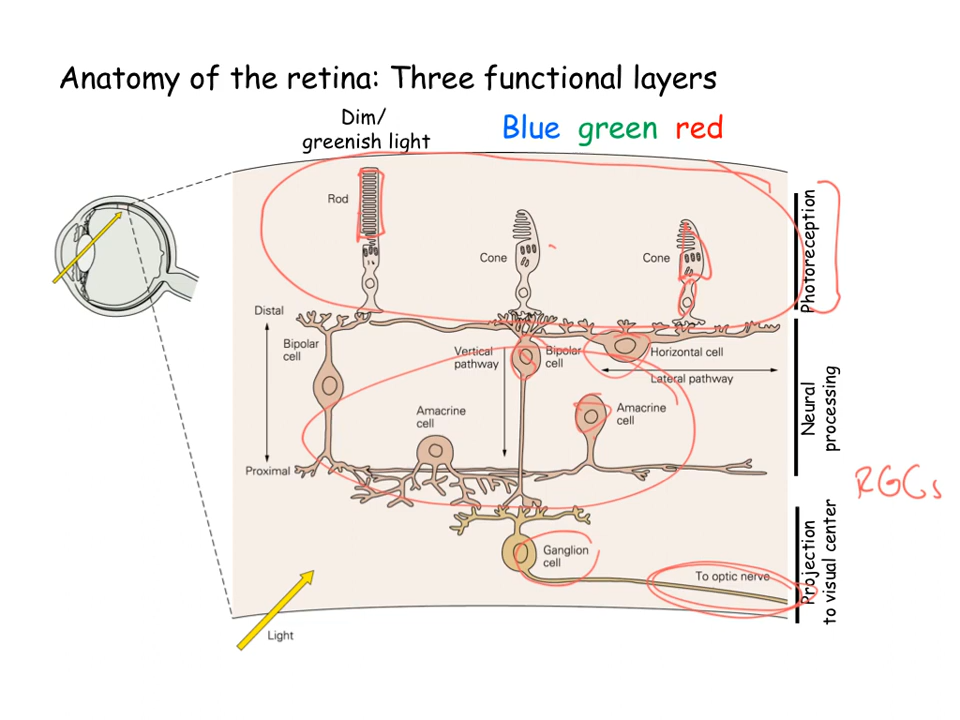 Anatomy of the retina: Three functional layers
Dim/
greenish light
Blue green red
Rod
Cone
Cone
Photoreception
Distal
Bipolar
cell
Vertical
pathway
Bipolar
cell
Horizontal cell
Lateral pathway
Amacrine
cell
Amacrine
cell
Neural
processing
Proximal
RGCs
Ganglion
cell
To optic nerve
Projection
to visual center
Light